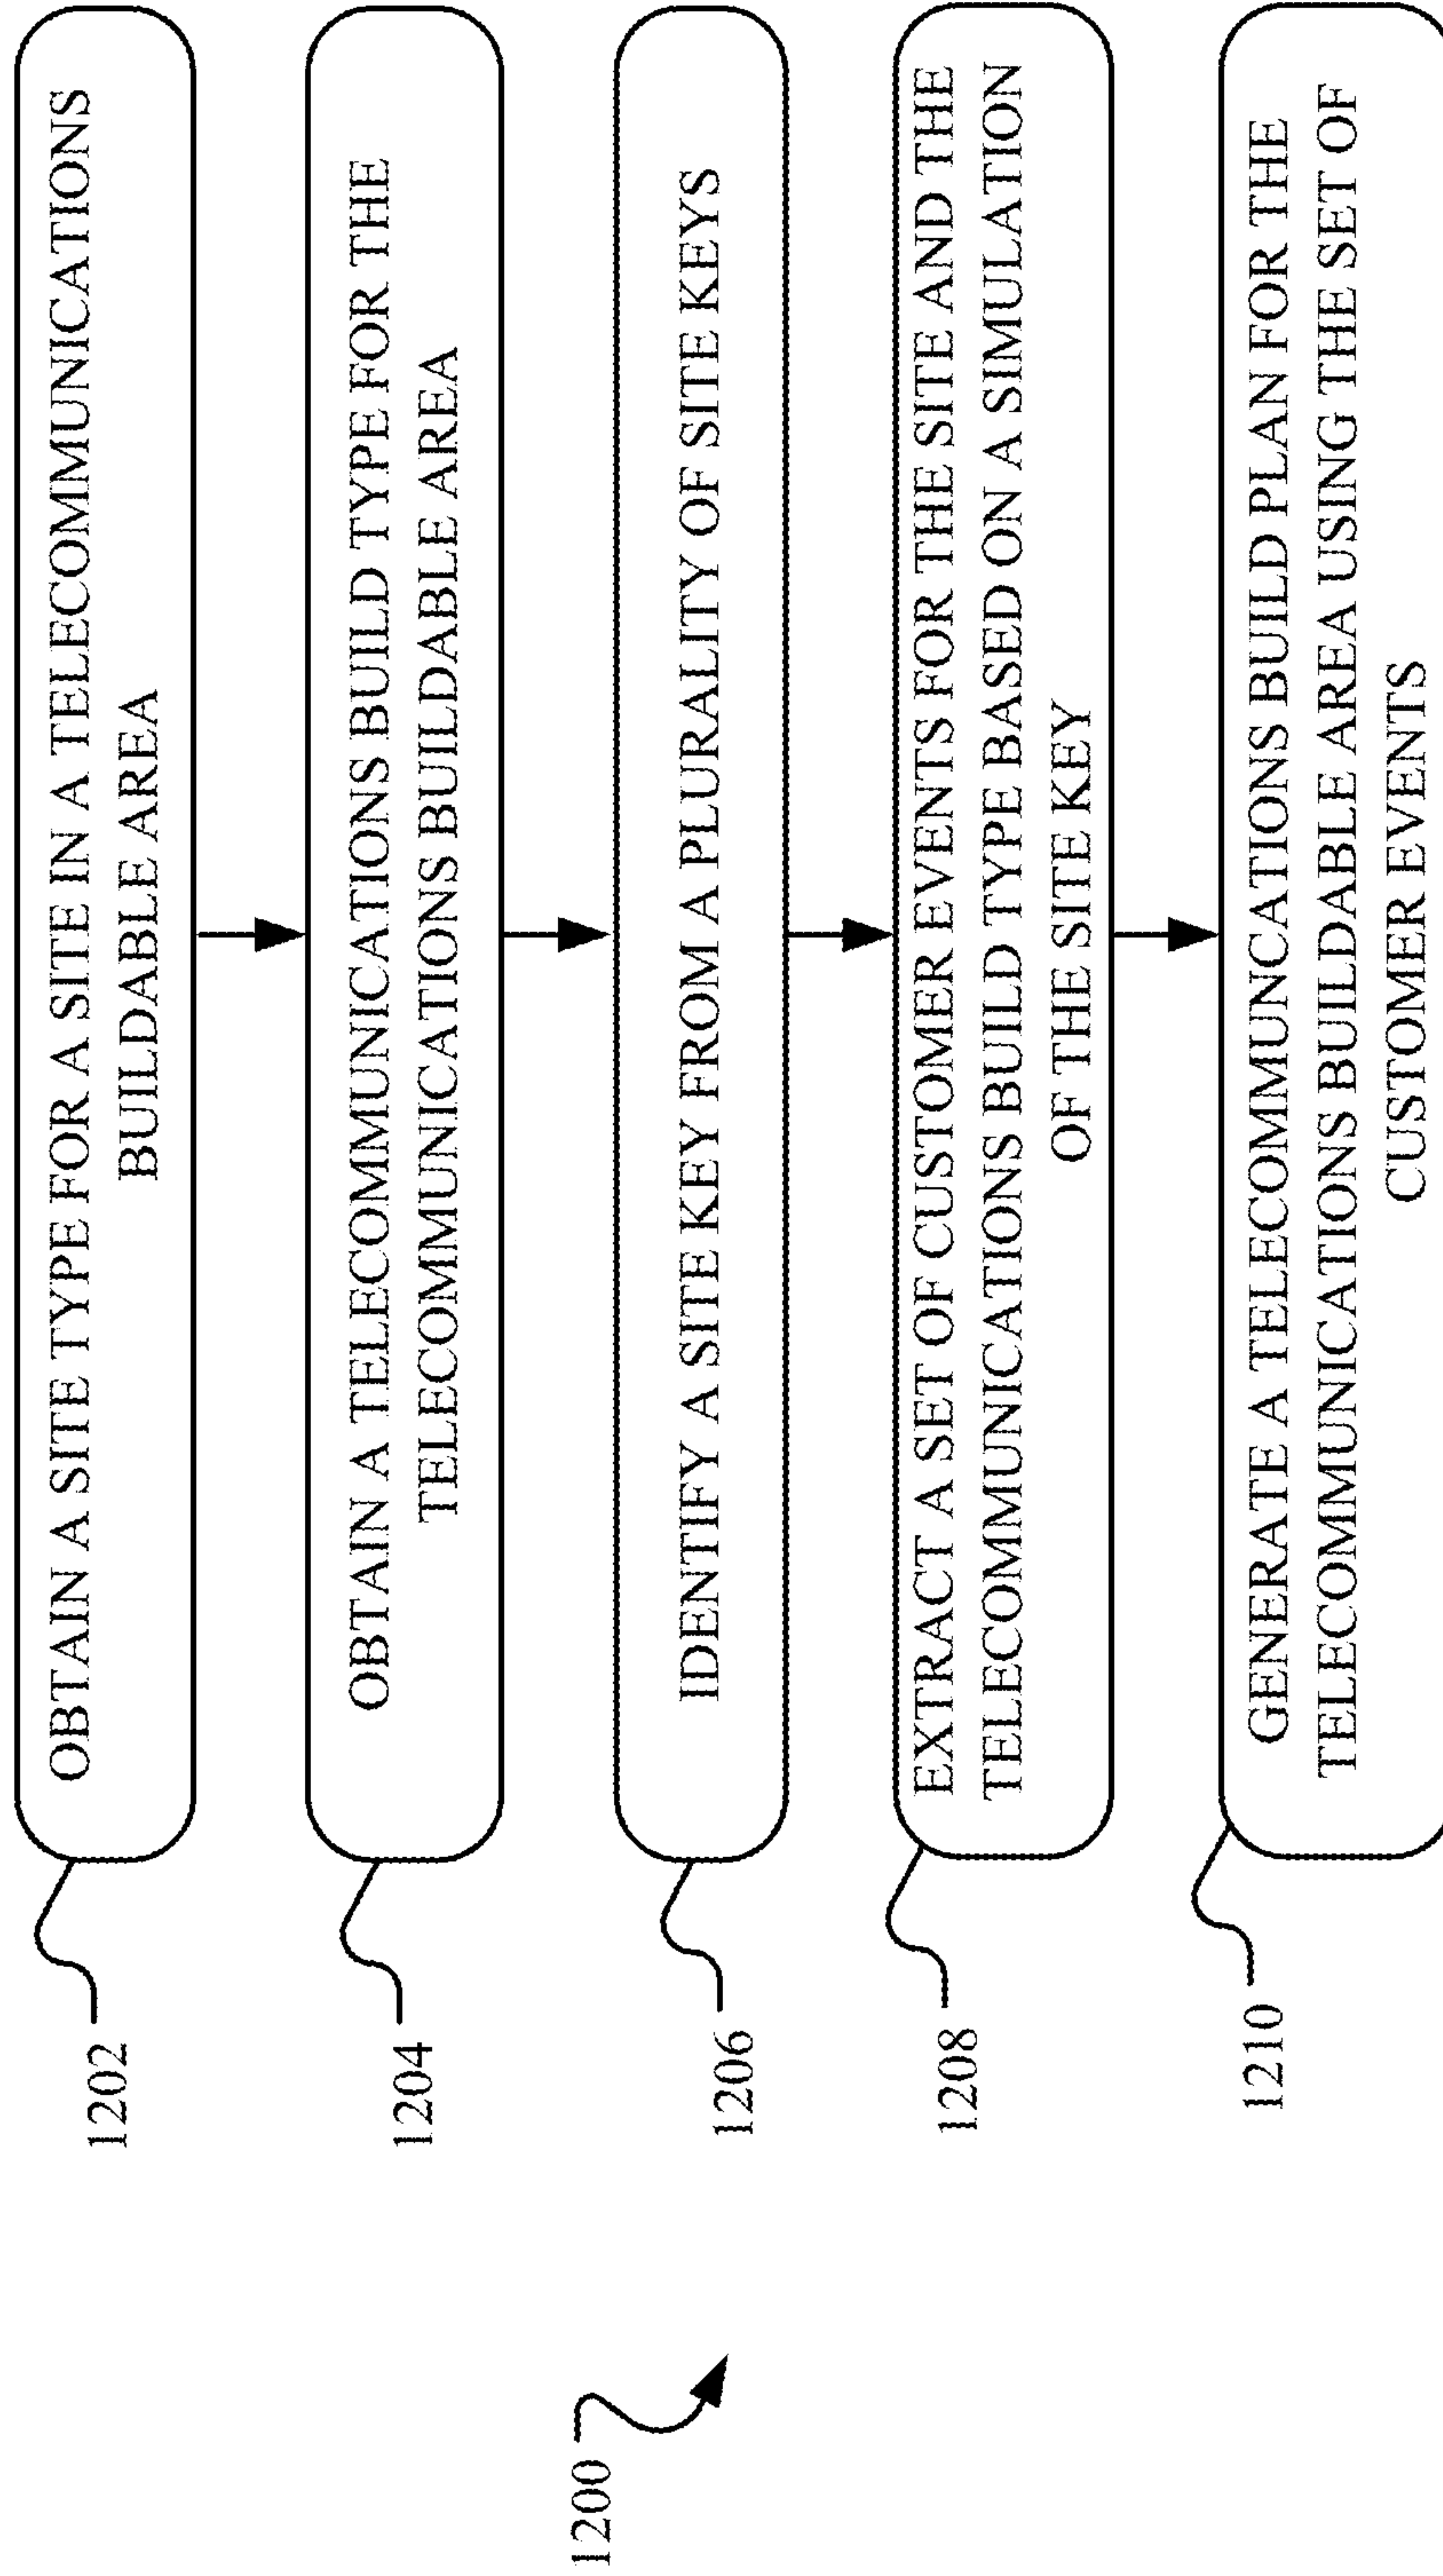 1200
1202
OBTAIN A SITE TYPE FOR A SITE IN A TELECOMMUNICATIONS
BUILDABLE AREA
1204
OBTAIN A TELECOMMUNICATIONS BUILD TYPE FOR THE
TELECOMMUNICATIONS BUILDABLE AREA
1206
IDENTIFY A SITE KEY FROM A PLURALITY OF SITE KEYS
1208
EXTRACT A SET OF CUSTOMER EVENTS FOR THE SITE AND THE
TELECOMMUNICATIONS BUILD TYPE BASED ON A SIMULATION
OF THE SITE KEY
1210
GENERATE A TELECOMMUNCATIONS BUILD PLAN FOR THE
TELECOMMUNICATIONS BUILDABLE AREA USING THE SET OF
CUSTOMER EVENTS